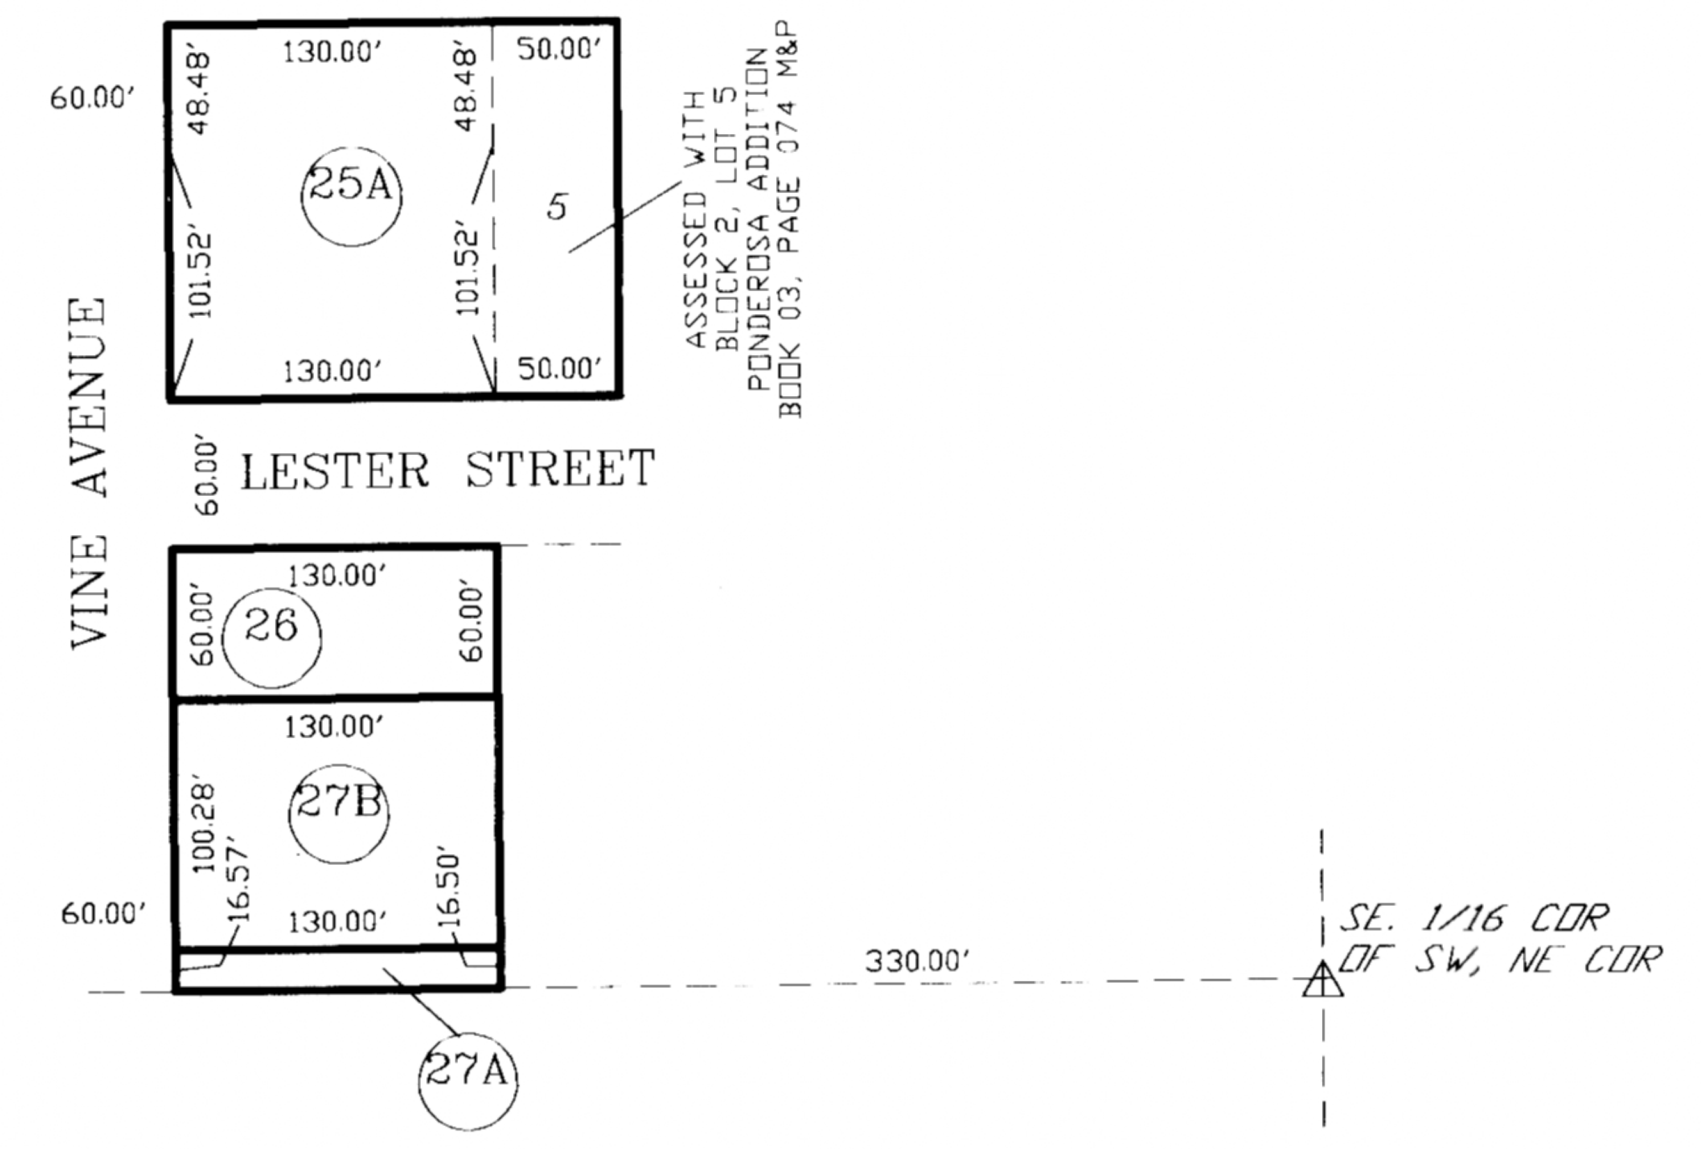 130.00'
50.00'
60.00'
48.48'
48.48'
25A
5
101.52'
101.52'
130.00'
50.00'
ASSESSED WITH
BLOCK 2, LOT 5
PONDEROSA ADDITION
BOOK 03, PAGE 074 M&P
VINE AVENUE
60.00'
LESTER STREET
130.00'
60.00'
26
60.00'
130.00'
27B
100.28'
16.57'
16.50'
60.00'
130.00'
330.00'
SE. 1/16 COR
OF SW, NE COR
27A